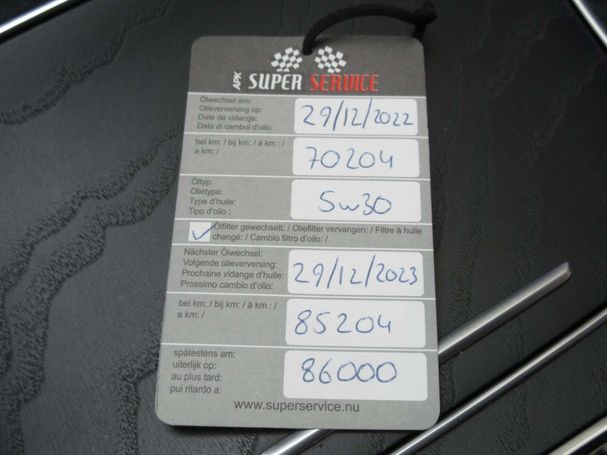 APK SUPER SERVICE
Ölwechsel am:
Olieverversing op:
Date de vidange:
Data di cambol d'olio:
29/12/2022
bei km: / bij km: / à km : /
a km: /
70204
Öltyp:
Olietype:
Type d'huile:
Tipo d'olio :
5w30
✓ Ölfilter gewechselt: / Oliefilter vervangen: / Filtre à huile
changé: / Cambio filtro d'oilo: /
Nächster Ölwechsel:
Volgende olieverversing:
Prochaine vidange d'huile:
Prossimo cambio d'olio:
29/12/2023
bei km: / bij km: / à km : /
a km: /
85204
spätestens am:
uiterlijk op:
au plus tard:
pui ritardo a:
86000
www.superservice.nu